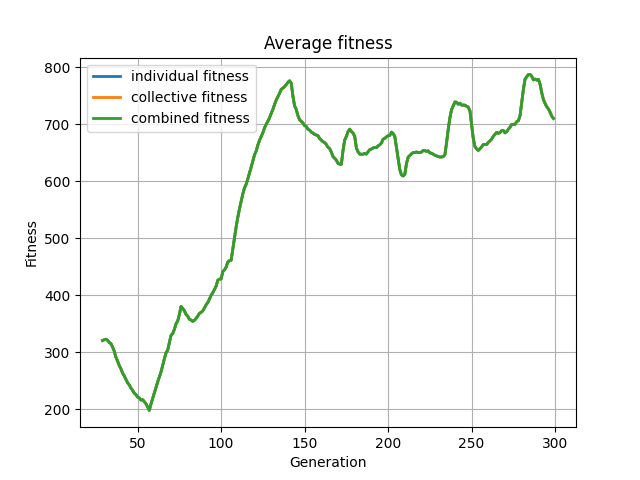 Average fitness
individual fitness
collective fitness
combined fitness
Fitness
800
700
600
500
400
300
200
50 100 150 200 250 300
Generation